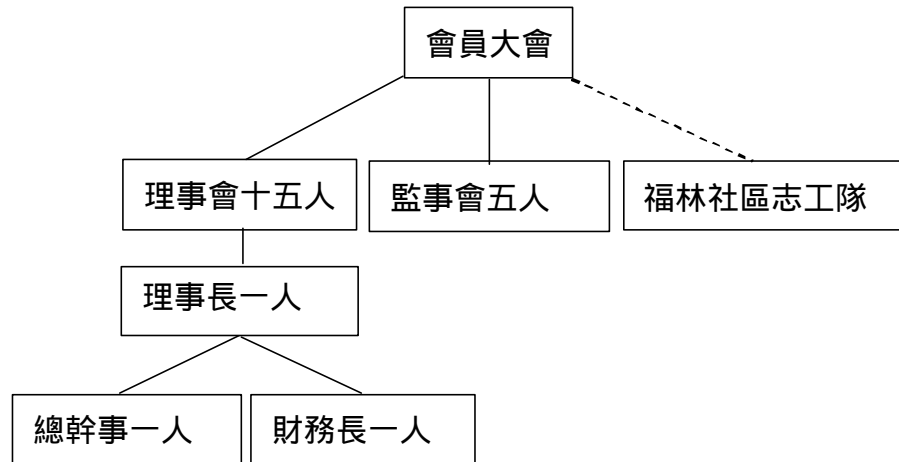 會員大會
理事會十五人
監事會五人
福林社區志工隊
理事長一人
總幹事一人
財務長一人